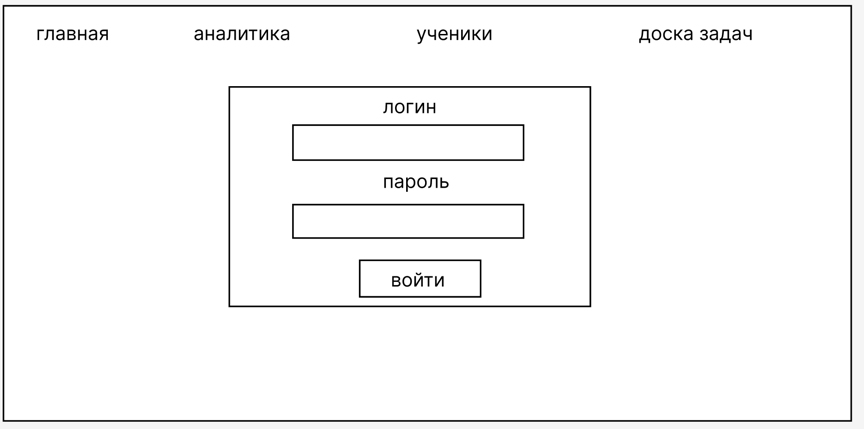 главная аналитика ученики доска задач
логин
пароль
войти